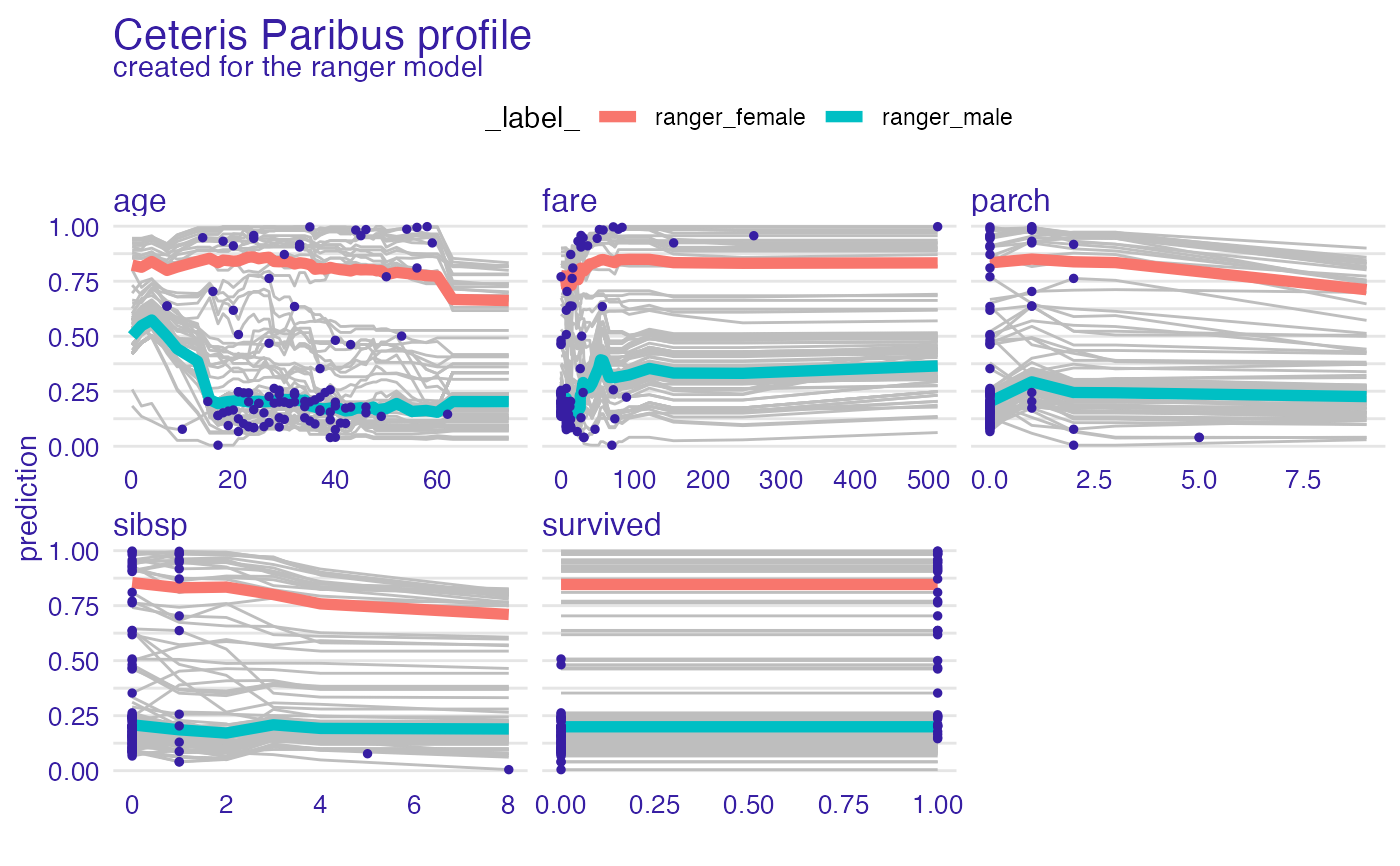 Ceteris Paribus profile
created for the ranger model
_label_ ranger_female ranger_male
age fare parch
1.00
0.75
0.50
0.25
0.00
0 20 40 60 0 100 200 300 400 500 0.0 2.5 5.0 7.5
prediction
sibsp survived
1.00
0.75
0.50
0.25
0.00
0 2 4 6 8 0.00 0.25 0.50 0.75 1.00